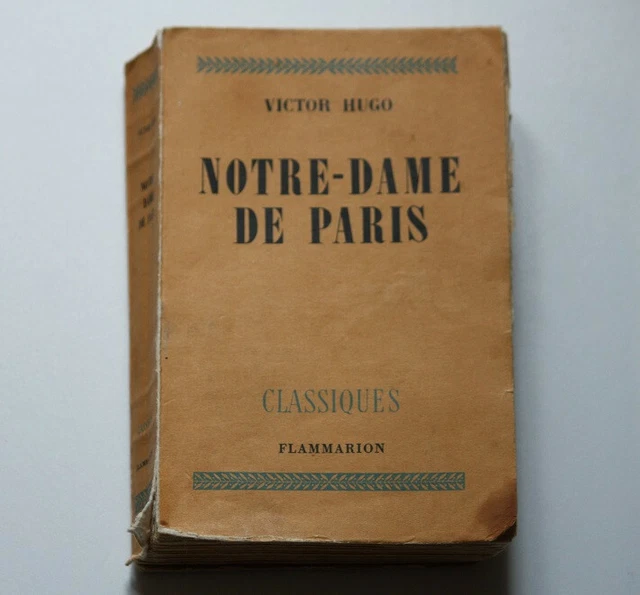 VICTOR HUGO
NOTRE-DAME
DE PARIS
CLASSIQUES
FLAMMARION